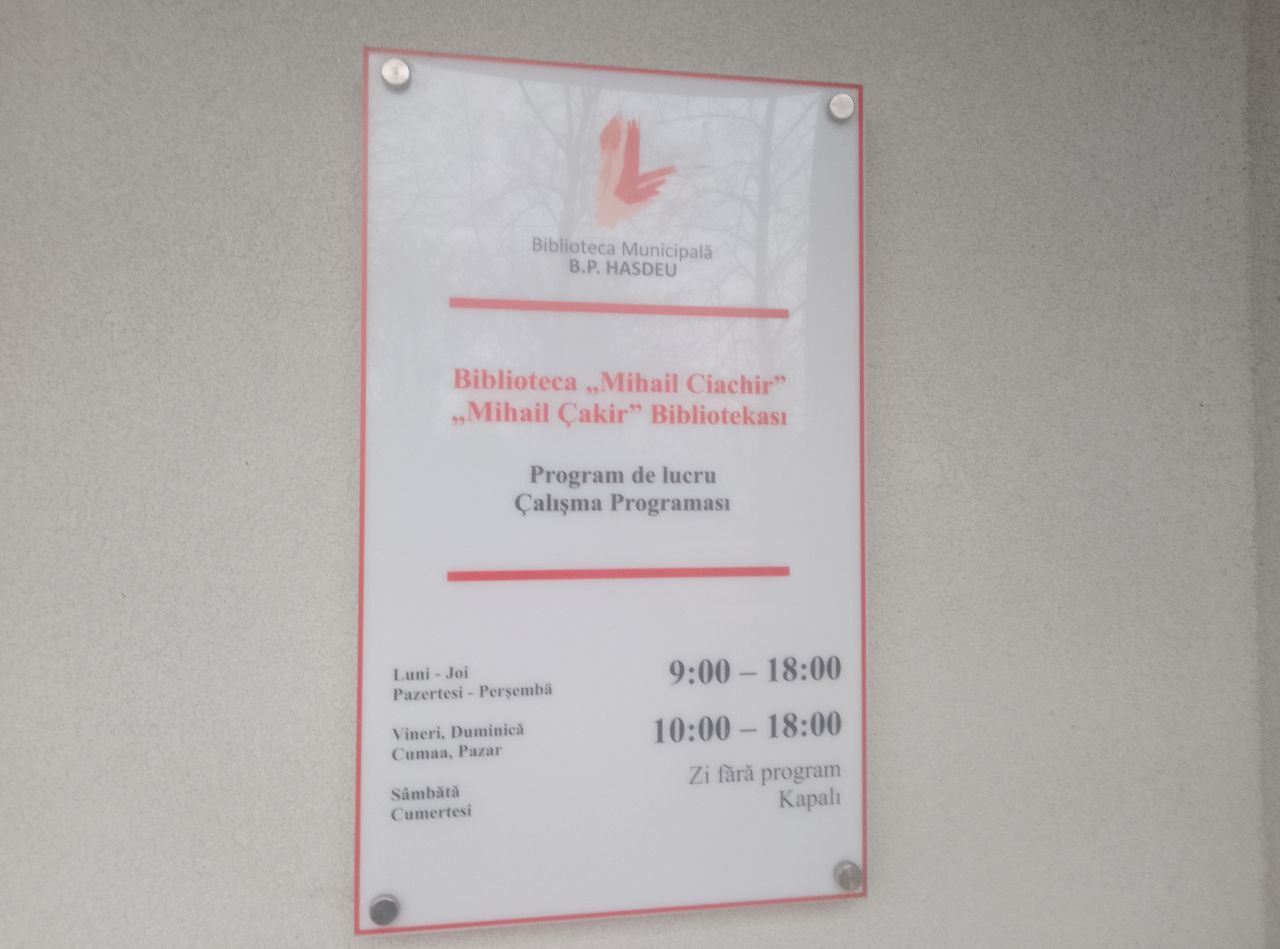 Biblioteca Municipală
B.P. HASDEU
Biblioteca „Mihail Ciachir”
„Mihail Çakir” Bibliotekası
Program de lucru
Çalışma Programası
Luni - Joi
Pazertesi - Perşembä
9:00 – 18:00
Vineri, Duminică
Cumaa, Pazar
10:00 – 18:00
Sâmbătă
Cumertesi
Zi fără program
Kapalı